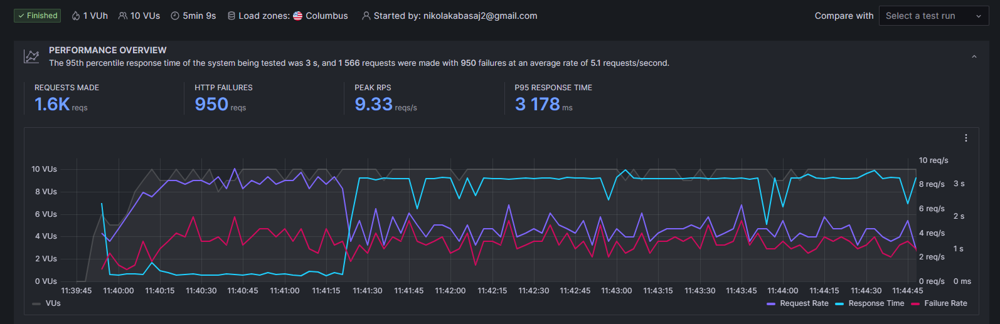 Finished 1 VUh 10 VUs 5min 9s Load zones: Columbus Started by: nikolakabasaj2@gmail.com Compare with Select a test run
PERFORMANCE OVERVIEW
The 95th percentile response time of the system being tested was 3 s, and 1 566 requests were made with 950 failures at an average rate of 5.1 requests/second.
REQUESTS MADE HTTP FAILURES PEAK RPS P95 RESPONSE TIME
1.6K reqs 950 reqs 9.33 reqs/s 3 178 ms
10 req/s
10 VUs
8 req/s 3 s
8 VUs
6 req/s
6 VUs 2 s
4 VUs 4 req/s
1 s
2 VUs 2 req/s
0 VUs 0 req/s 0 ms
11:39:45 11:40:00 11:40:15 11:40:30 11:40:45 11:41:00 11:41:15 11:41:30 11:41:45 11:42:00 11:42:15 11:42:30 11:42:45 11:43:00 11:43:15 11:43:30 11:43:45 11:44:00 11:44:15 11:44:30 11:44:45
VUs Request Rate Response Time Failure Rate